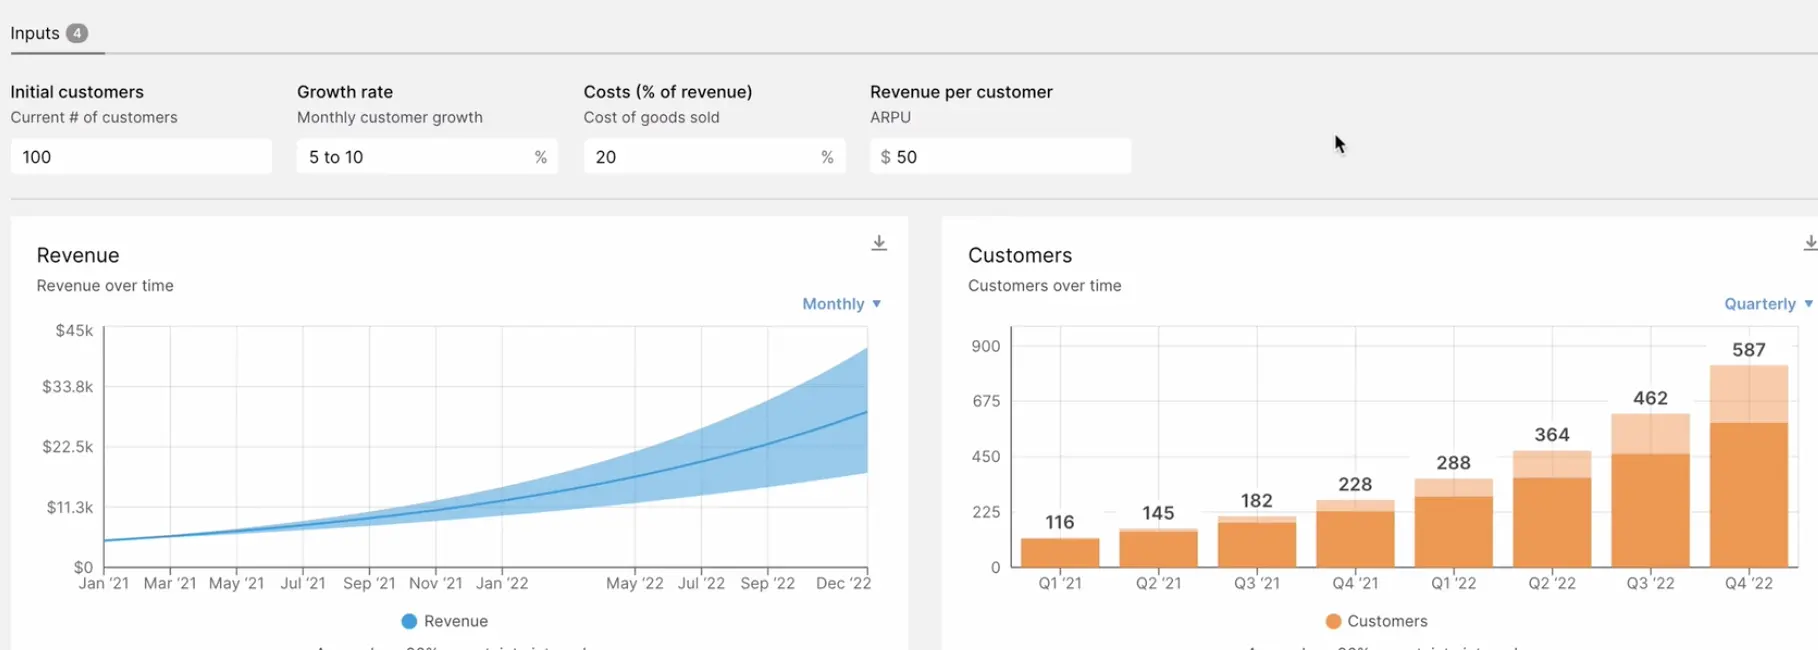 Inputs 4
Initial customers
Current # of customers
100
Growth rate
Monthly customer growth
5 to 10 %
Costs (% of revenue)
Cost of goods sold
20 %
Revenue per customer
ARPU
$ 50
Revenue
Revenue over time
Monthly
$45k
$33.8k
$22.5k
$11.3k
$0
Jan '21 Mar '21 May '21 Jul '21 Sep '21 Nov '21 Jan '22 May '22 Jul '22 Sep '22 Dec '22
Revenue
Customers
Customers over time
Quarterly
900
675
450
225
0
116 145 182 228 288 364 462 587
Q1 '21 Q2 '21 Q3 '21 Q4 '21 Q1 '22 Q2 '22 Q3 '22 Q4 '22
Customers